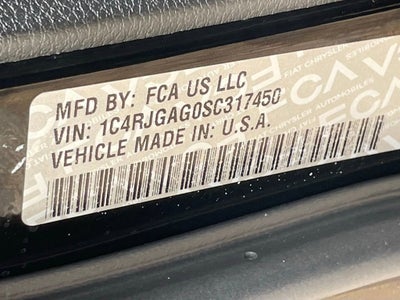 MFD BY: FCA US LLC
VIN: 1C4RJGAG0SC317450
VEHICLE MADE IN: U.S.A.